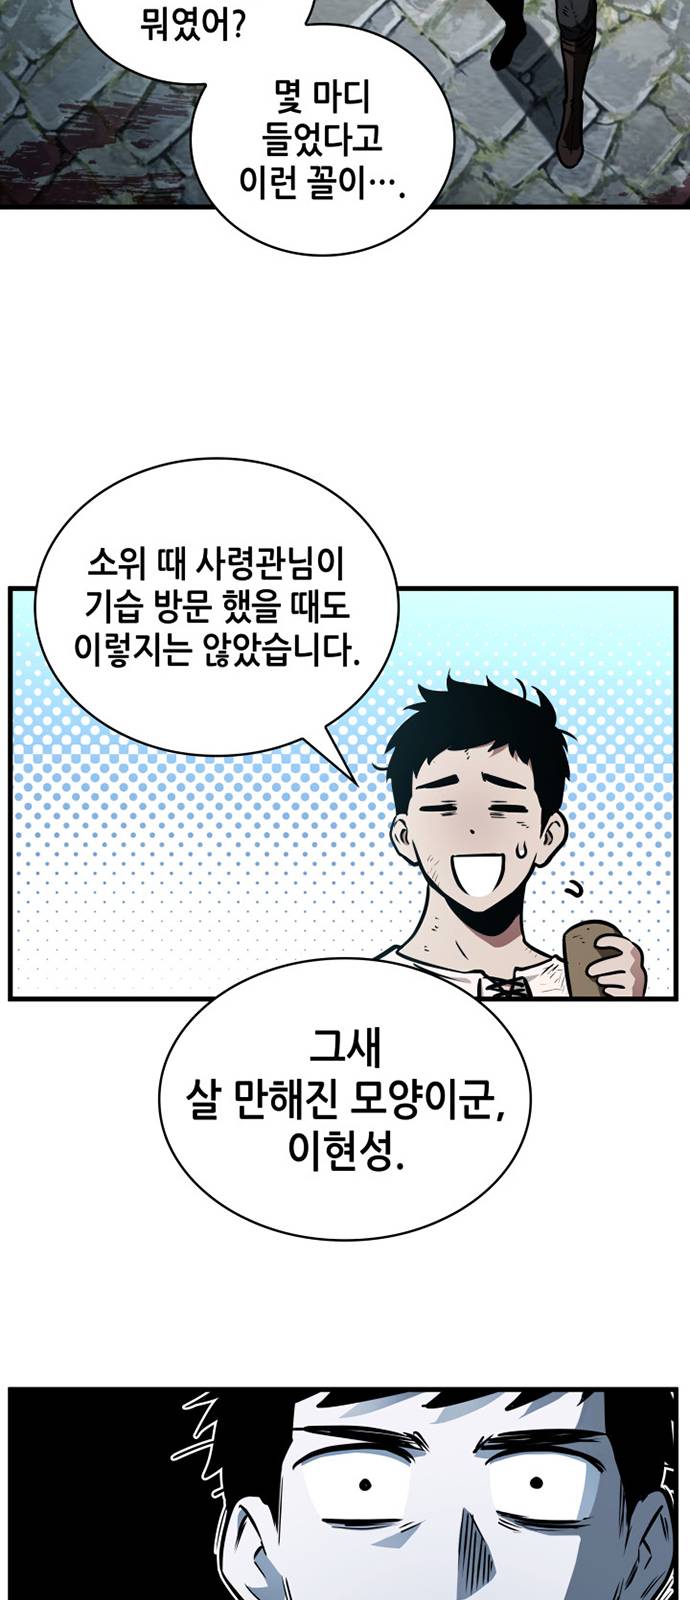 뭐였어?
몇 마디
들었다고
이런 꼴이….
소위 때 사령관님이
기습 방문 했을 때도
이렇지는 않았습니다.
그새
살 만해진 모양이군,
이현성.